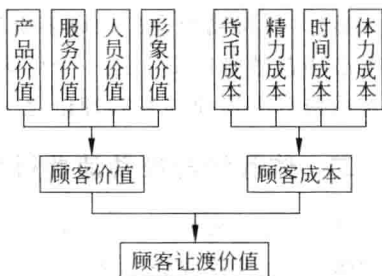 产品价值
服务价值
人员价值
形象价值
货币成本
精力成本
时间成本
体力成本
顾客价值
顾客成本
顾客让渡价值